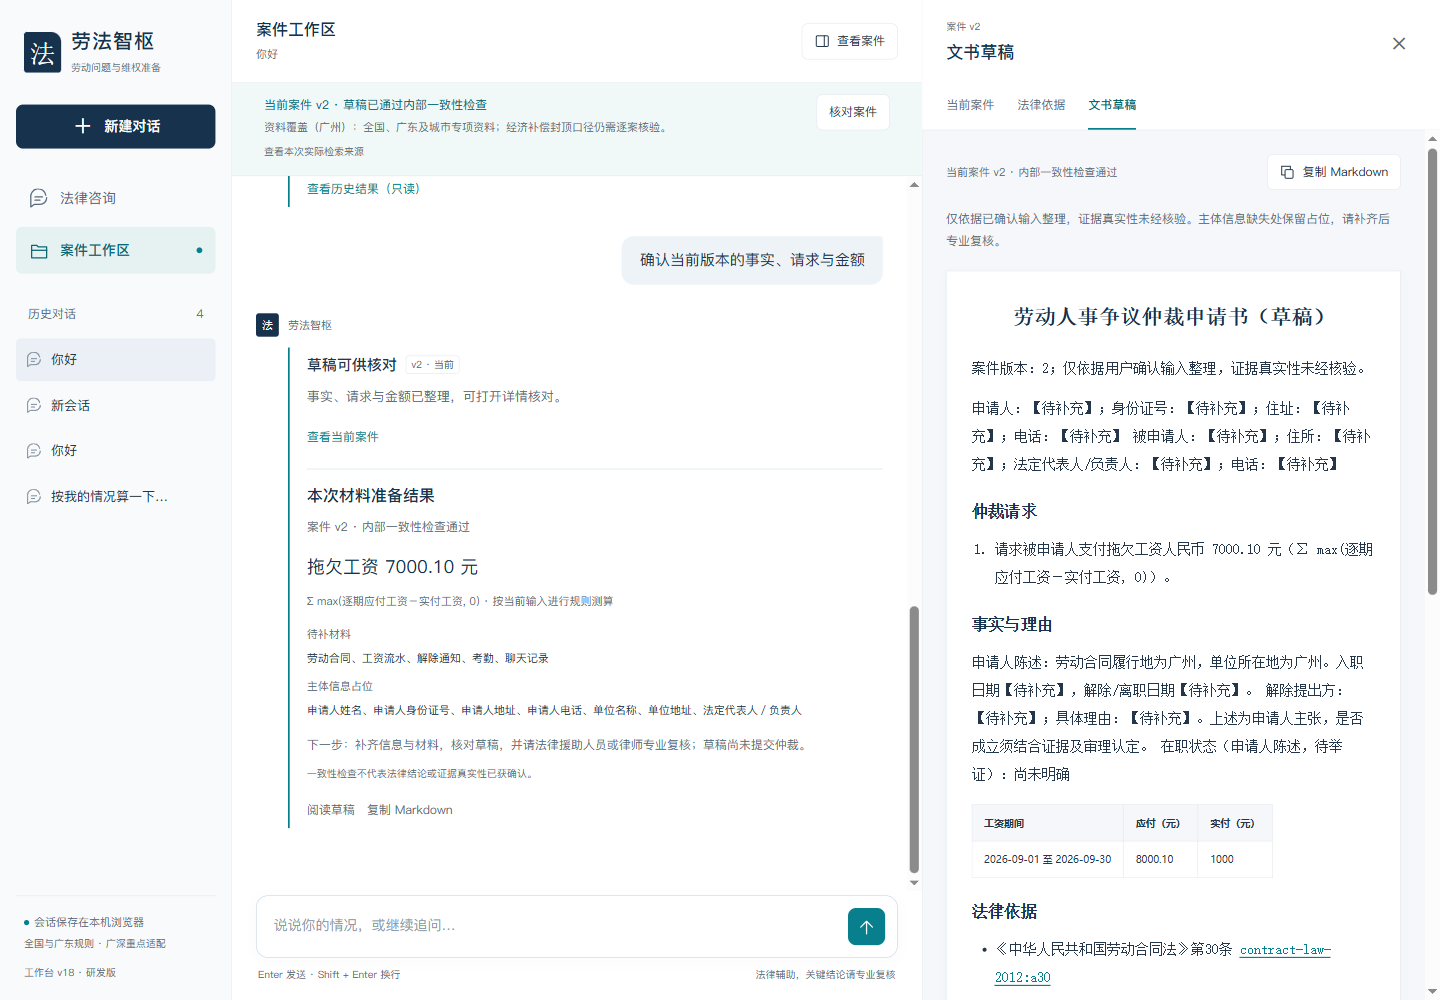 法
劳法智枢
劳动问题与维权准备
新建对话
法律咨询
案件工作区
历史对话
4
你好
新会话
你好
按我的情况算一下…
会话保存在本机浏览器
全国与广东规则 · 广深重点适配
工作台 v18 · 研发版
案件工作区
你好
查看案件
当前案件 v2 · 草稿已通过内部一致性检查
资料覆盖（广州）：全国、广东及城市专项资料；经济补偿封顶口径仍需逐案核验。
查看本次实际检索来源
核对案件
查看历史结果（只读）
确认当前版本的事实、请求与金额
法
劳法智枢
草稿可供核对
v2 · 当前
事实、请求与金额已整理，可打开详情核对。
查看当前案件
本次材料准备结果
案件 v2 · 内部一致性检查通过
拖欠工资 7000.10 元
Σ max(逐期应付工资－实付工资, 0) · 按当前输入进行规则测算
待补材料
劳动合同、工资流水、解除通知、考勤、聊天记录
主体信息占位
申请人姓名、申请人身份证号、申请人地址、申请人电话、单位名称、单位地址、法定代表人 / 负责人
下一步：补齐信息与材料，核对草稿，并请法律援助人员或律师专业复核；草稿尚未提交仲裁。
一致性检查不代表法律结论或证据真实性已获确认。
阅读草稿
复制 Markdown
说说你的情况，或继续追问…
Enter 发送 · Shift + Enter 换行
法律辅助，关键结论请专业复核
案件 v2
文书草稿
当前案件
法律依据
文书草稿
当前案件 v2 · 内部一致性检查通过
复制 Markdown
仅依据已确认输入整理，证据真实性未经核验。主体信息缺失处保留占位，请补齐后
专业复核。
劳动人事争议仲裁申请书（草稿）
案件版本：2；仅依据用户确认输入整理，证据真实性未经核验。
申请人：【待补充】；身份证号：【待补充】；住址：【待补
充】；电话：【待补充】 被申请人：【待补充】；住所：【待补
充】；法定代表人/负责人：【待补充】；电话：【待补充】
仲裁请求
1. 请求被申请人支付拖欠工资人民币 7000.10 元（Σ max(逐期
应付工资－实付工资, 0)）。
事实与理由
申请人陈述：劳动合同履行地为广州，单位所在地为广州。入职
日期【待补充】，解除/离职日期【待补充】。 解除提出方：
【待补充】；具体理由：【待补充】。上述为申请人主张，是否
成立须结合证据及审理认定。 在职状态（申请人陈述，待举
证）：尚未明确
工资期间
应付（元）
实付（元）
2026-09-01 至 2026-09-30
8000.10
1000
法律依据
• 《中华人民共和国劳动合同法》第30条 contract-law-
2012:a30